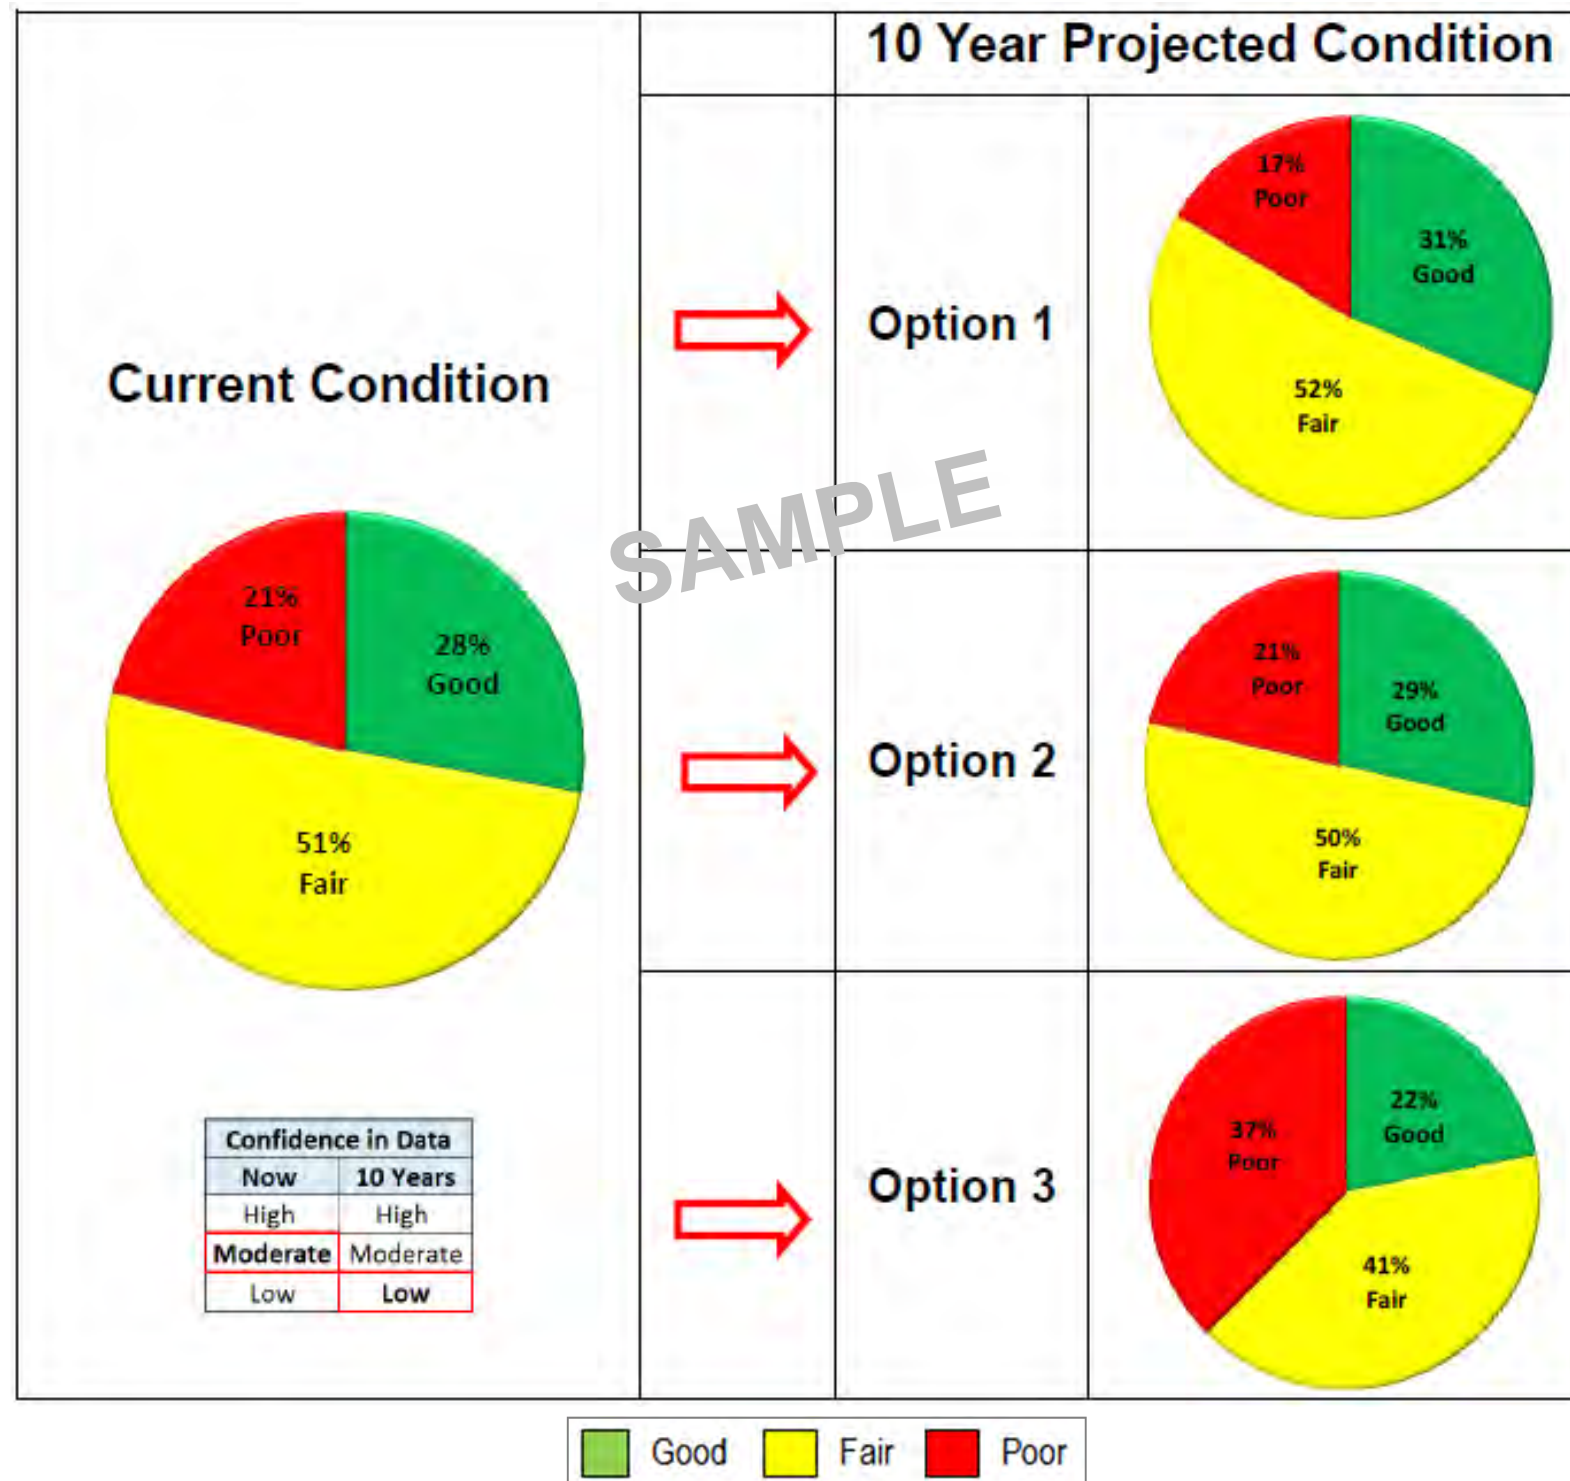 10 Year Projected Condition
Current Condition
21%
Poor
28%
Good
51%
Fair
Confidence in Data
Now 10 Years
High High
Moderate Moderate
Low Low
SAMPLE
Option 1
17%
Poor
31%
Good
52%
Fair
Option 2
21%
Poor
29%
Good
50%
Fair
Option 3
37%
Poor
22%
Good
41%
Fair
Good Fair Poor